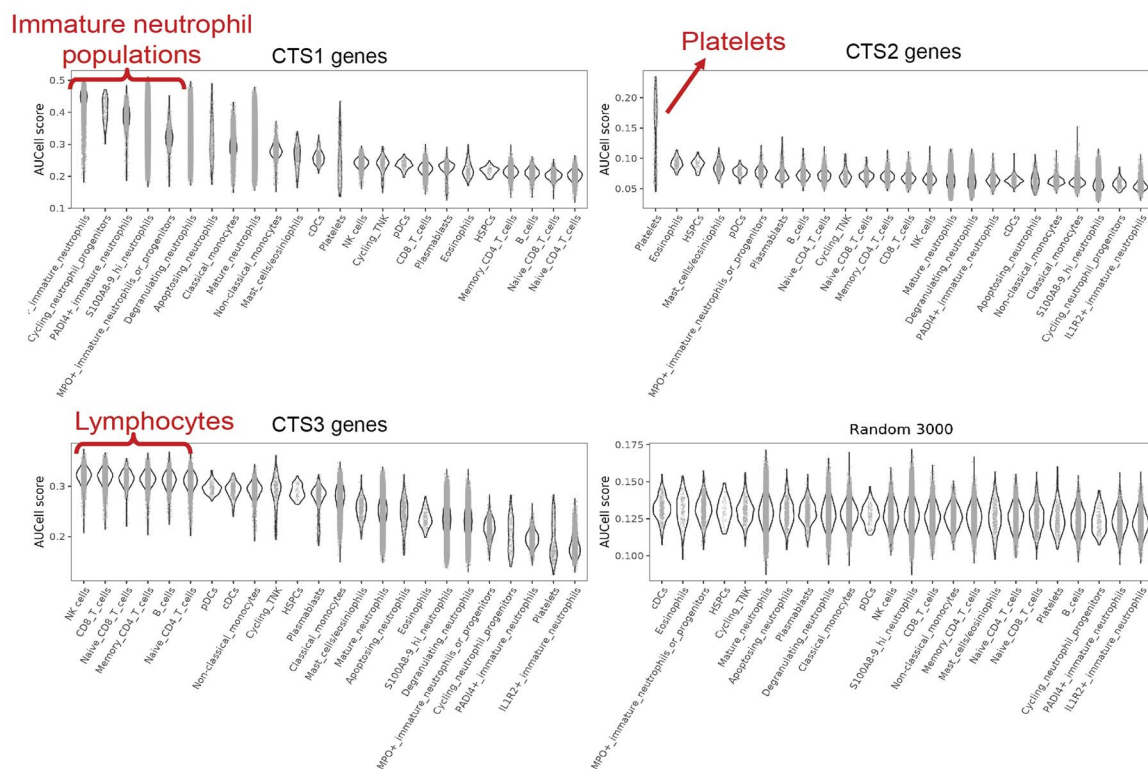 Immature neutrophil
populations
CTS1 genes
AUCell score
0.5
0.4
0.3
0.2
0.1
_immature_neutrophils
Cycling_neutrophil_progenitors
PADI4+_immature_neutrophils
S100A8-9_hi_neutrophils
MPO+_immature_neutrophils_or_progenitors
Degranulating_neutrophils
Apoptosing_neutrophils
Classical_monocytes
Mature_neutrophils
Non-classical_monocytes
Mast_cells/eosinophils
cDCs
Platelets
NK cells
Cycling_TNK
pDCs
CD8_T_cells
Plasmablasts
Eosinophils
HSPCs
Memory_CD4_T_cells
B_cells
Naive_CD8_T_cells
Naive_CD4_T_cells
Platelets
CTS2 genes
AUCell score
0.20
0.15
0.10
0.05
Platelets
Eosinophils
HSPCs
Mast_cells/eosinophils
pDCs
MPO+_immature_neutrophils_or_progenitors
Plasmablasts
B_cells
Naive_CD4_T_cells
Cycling_TNK
Naive_CD8_T_cells
Memory_CD4_T_cells
CD8_T_cells
NK cells
Mature_neutrophils
Degranulating_neutrophils
PADI4+_immature_neutrophils
cDCs
Apoptosing_neutrophils
Non-classical_monocytes
Classical_monocytes
S100A8-9_hi_neutrophils
Cycling_neutrophil_progenitors
IL1R2+_immature_neutrophils
Lymphocytes
CTS3 genes
AUCell score
0.3
0.2
NK cells
CD8_T_cells
Naive_CD8_T_cells
Memory_CD4_T_cells
B_cells
Naive_CD4_T_cells
pDCs
cDCs
Non-classical_monocytes
Cycling_TNK
HSPCs
Plasmablasts
Classical_monocytes
Mast_cells/eosinophils
Mature_neutrophils
Apoptosing_neutrophils
Eosinophils
S100A8-9_hi_neutrophils
Degranulating_neutrophils
MPO+_immature_neutrophils_or_progenitors
Cycling_neutrophil_progenitors
PADI4+_immature_neutrophils
Platelets
IL1R2+_immature_neutrophils
Random 3000
AUCell score
0.175
0.150
0.125
0.100
cDCs
Eosinophils
MPO+_immature_neutrophils_or_progenitors
HSPCs
Cycling_TNK
Mature_neutrophils
Apoptosing_neutrophils
Plasmablasts
Degranulating_neutrophils
Classical_monocytes
pDCs
NK cells
S100A8-9_hi_neutrophils
CD8_T_cells
Non-classical_monocytes
Memory_CD4_T_cells
Mast_cells/eosinophils
Naive_CD4_T_cells
Naive_CD8_T_cells
Platelets
B_cells
Cycling_neutrophil_progenitors
PADI4+_immature_neutrophils
IL1R2+_immature_neutrophils